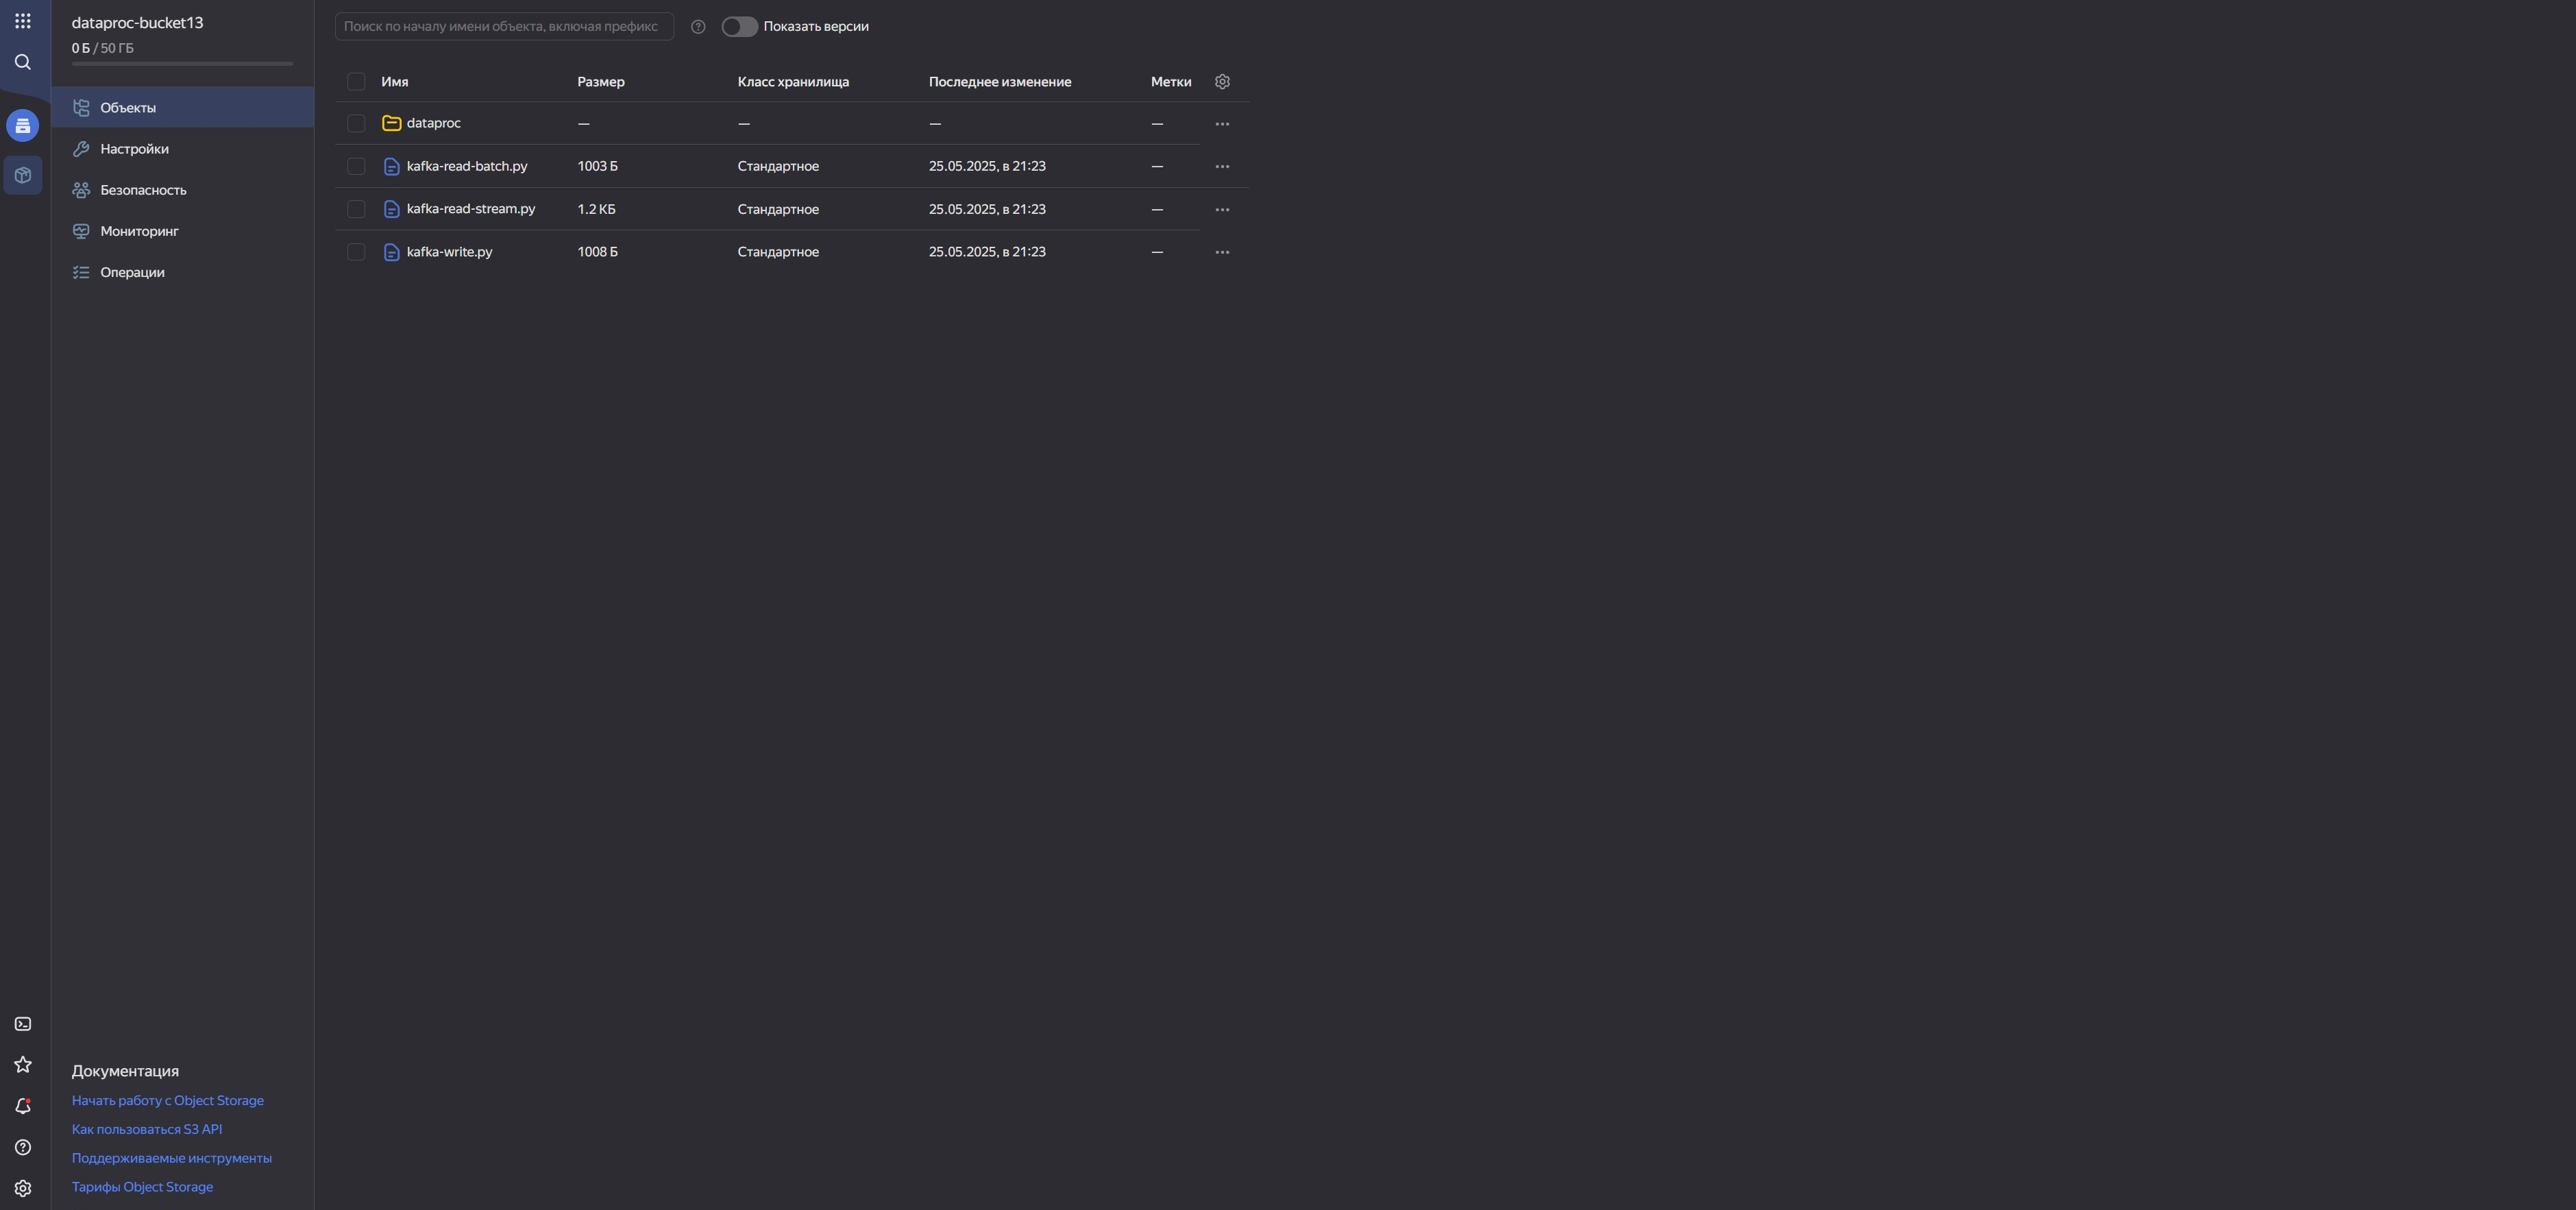 dataproc-bucket13
0 Б / 50 ГБ
Объекты
Настройки
Безопасность
Мониторинг
Операции
Документация
Начать работу с Object Storage
Как пользоваться S3 API
Поддерживаемые инструменты
Тарифы Object Storage
Поиск по началу имени объекта, включая префикс
Показать версии
Имя Размер Класс хранилища Последнее изменение Метки
dataproc — — — —
kafka-read-batch.py 1003 Б Стандартное 25.05.2025, в 21:23 —
kafka-read-stream.py 1.2 КБ Стандартное 25.05.2025, в 21:23 —
kafka-write.py 1008 Б Стандартное 25.05.2025, в 21:23 —